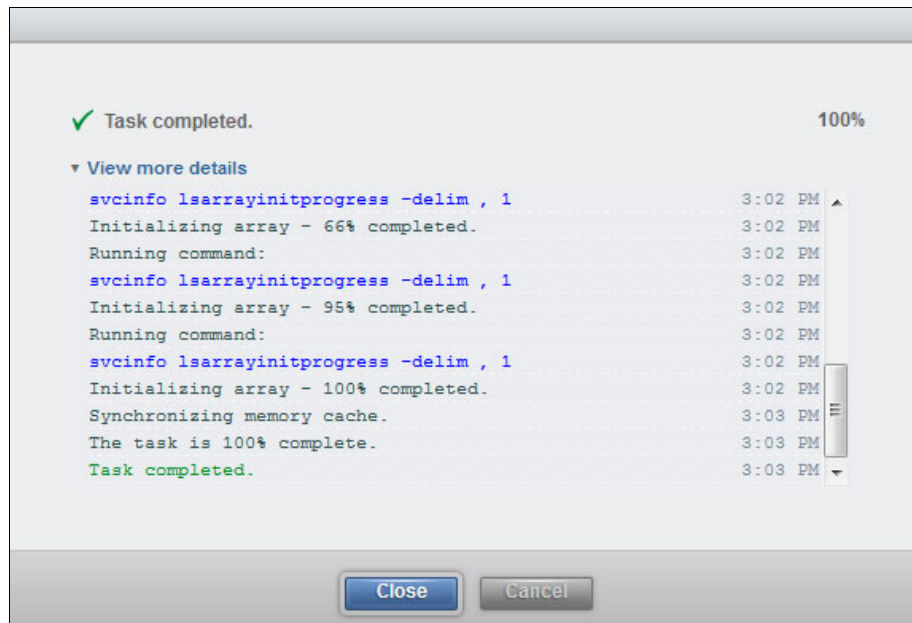 Task completed. 100%
View more details
svcinfo lsarrayinitprogress -delim , 1 3:02 PM
Initializing array - 66% completed. 3:02 PM
Running command: 3:02 PM
svcinfo lsarrayinitprogress -delim , 1 3:02 PM
Initializing array - 95% completed. 3:02 PM
Running command: 3:02 PM
svcinfo lsarrayinitprogress -delim , 1 3:02 PM
Initializing array - 100% completed. 3:02 PM
Synchronizing memory cache. 3:03 PM
The task is 100% complete. 3:03 PM
Task completed. 3:03 PM
Close Cancel